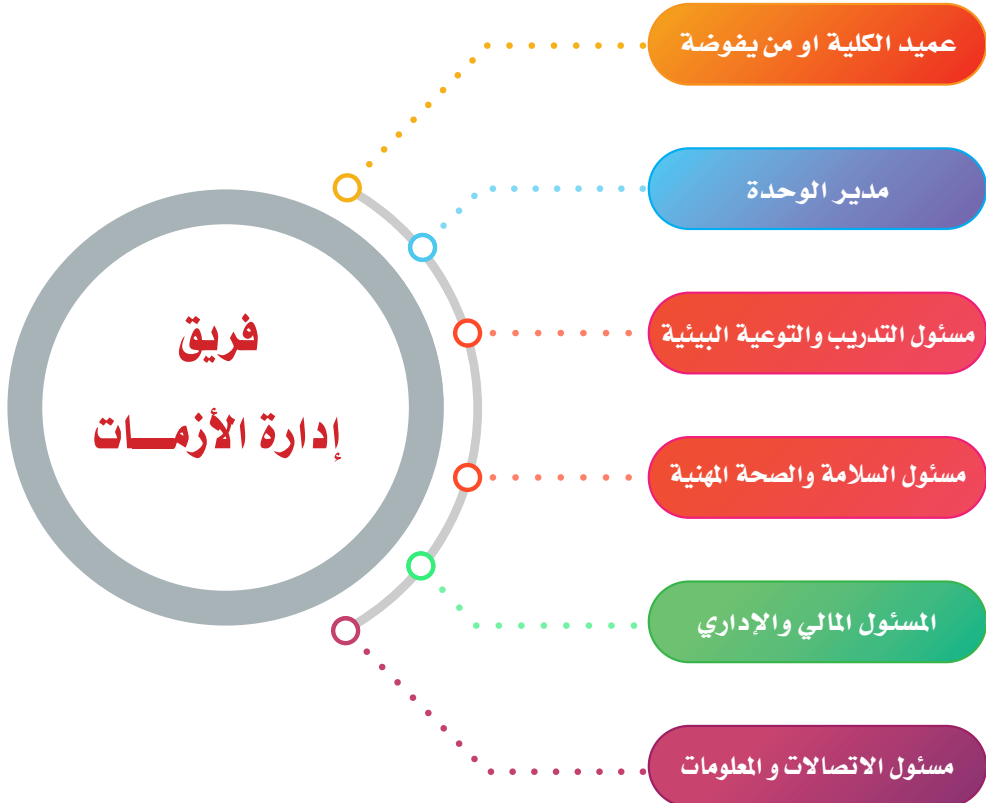 فريق
إدارة الأزمـــات
عميد الكلية او من يفوضة
مدير الوحدة
مسئول التدريب والتوعية البيئية
مسئول السلامة والصحة المهنية
المسئول المالي والإداري
مسئول الاتصالات و المعلومات